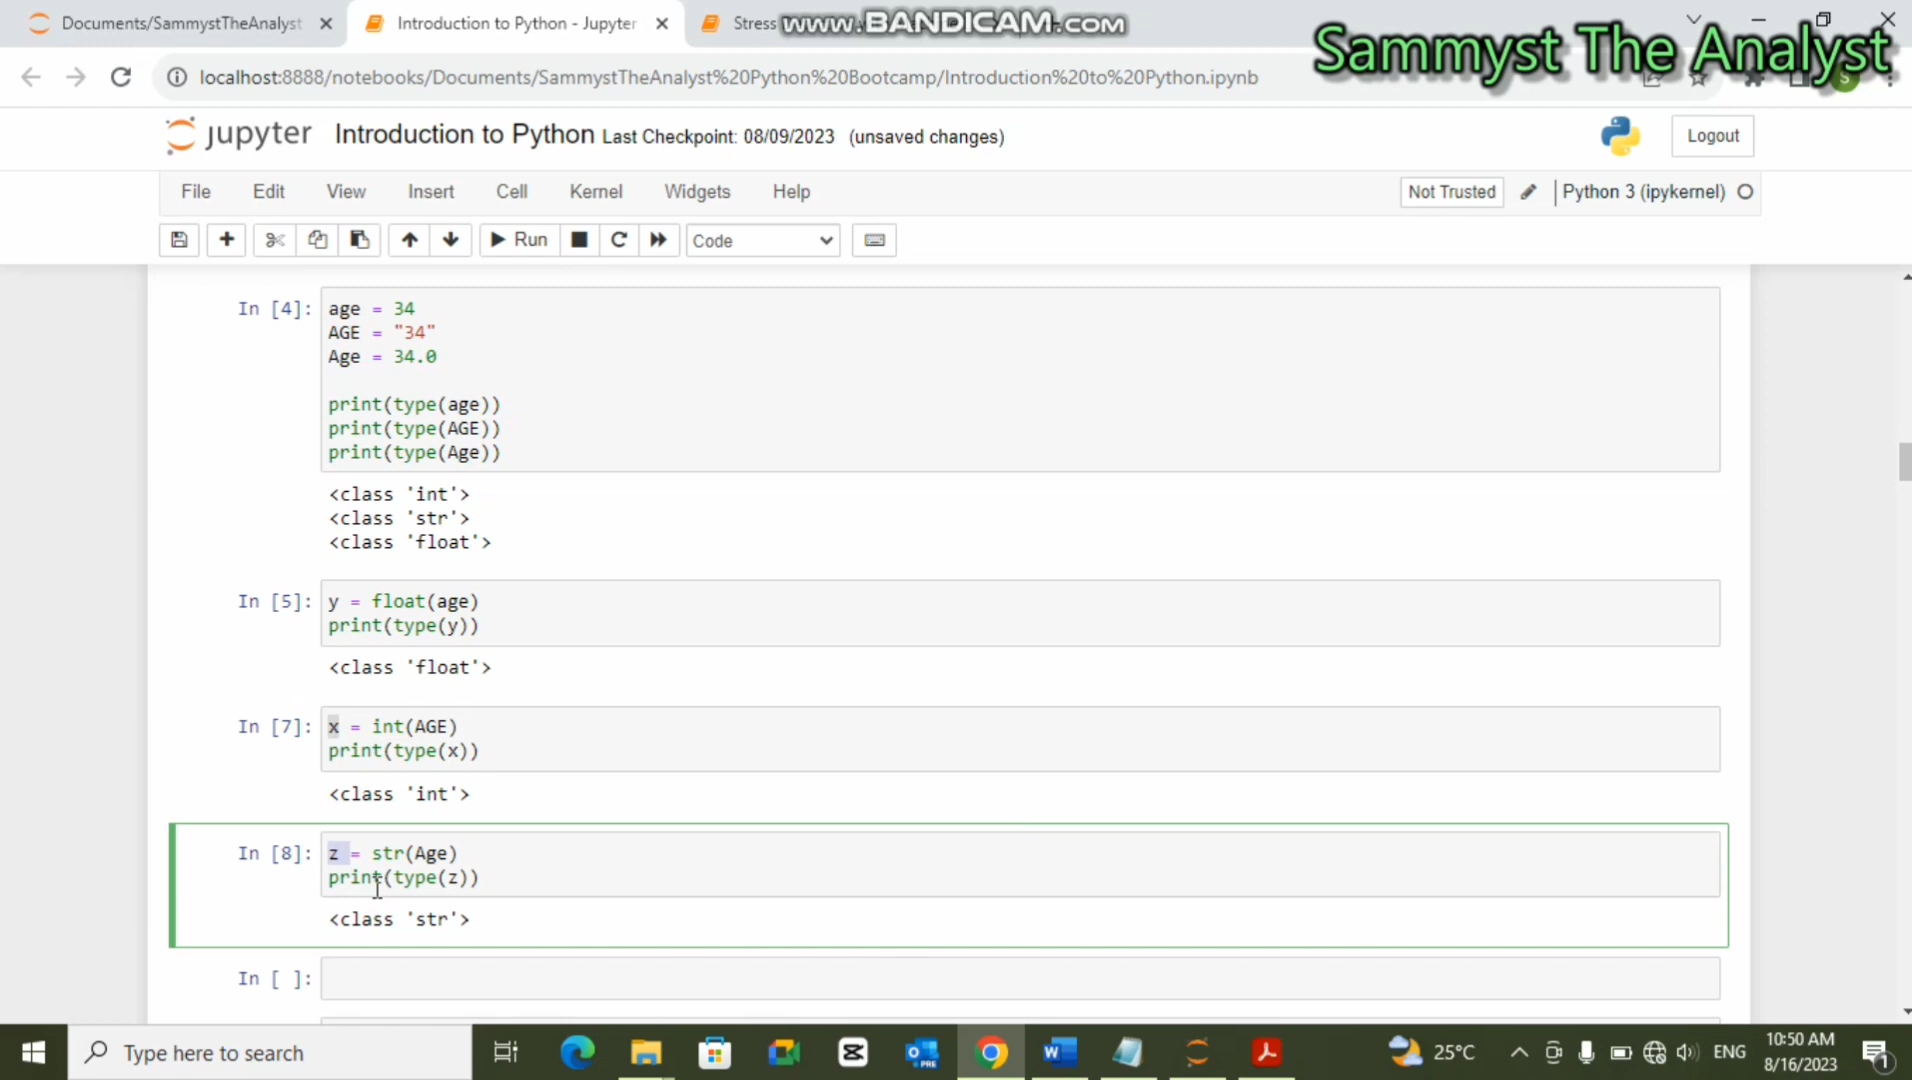 Documents/SammystTheAnalyst
Introduction to Python - Jupyter
Stress
www.BANDICAM.com
Sammyst The Analyst
localhost:8888/notebooks/Documents/SammystTheAnalyst%20Python%20Bootcamp/Introduction%20to%20Python.ipynb
jupyter Introduction to Python Last Checkpoint: 08/09/2023 (unsaved changes)
Logout
File Edit View Insert Cell Kernel Widgets Help
Not Trusted
Python 3 (ipykernel)
Run
Code
In [4]: age = 34
AGE = "34"
Age = 34.0
print(type(age))
print(type(AGE))
print(type(Age))
<class 'int'>
<class 'str'>
<class 'float'>
In [5]: y = float(age)
print(type(y))
<class 'float'>
In [7]: x = int(AGE)
print(type(x))
<class 'int'>
In [8]: z = str(Age)
print(type(z))
<class 'str'>
In [ ]:
Type here to search
25°C
ENG
10:50 AM
8/16/2023
1